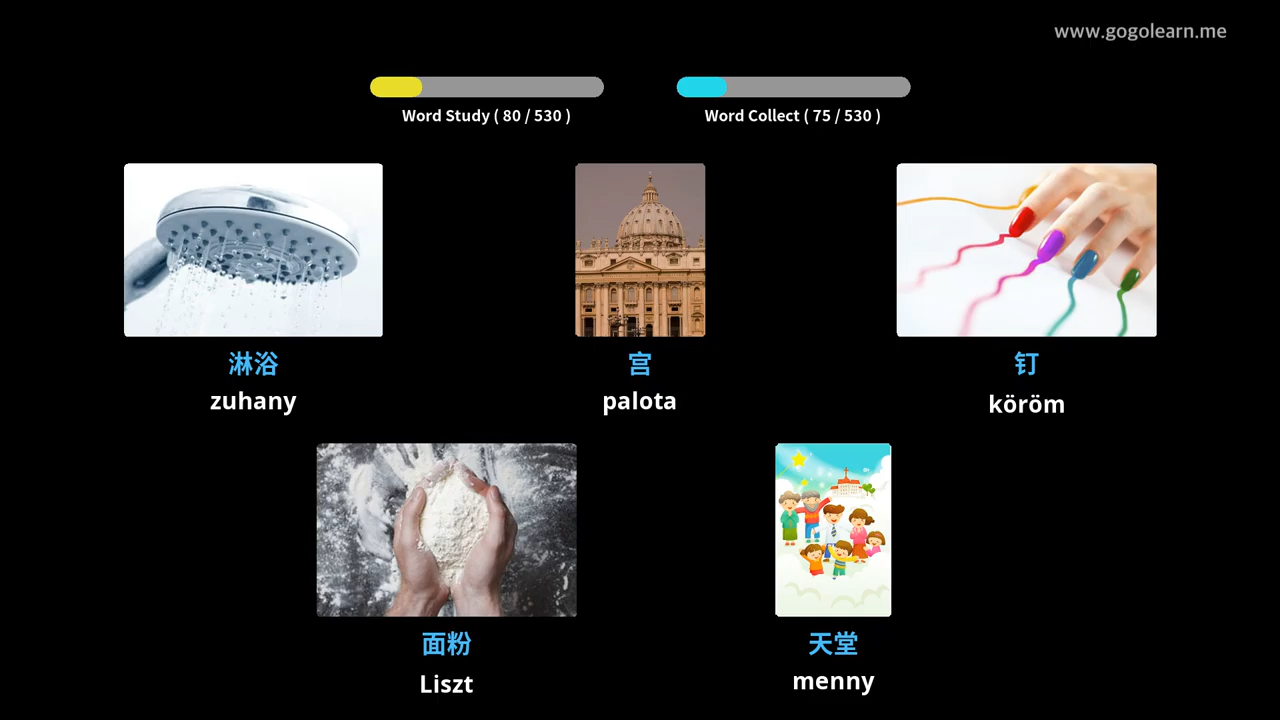 www.gogolearn.me
Word Study ( 80 / 530 )
Word Collect ( 75 / 530 )
淋浴
zuhany
宫
palota
钉
köröm
面粉
Liszt
天堂
menny